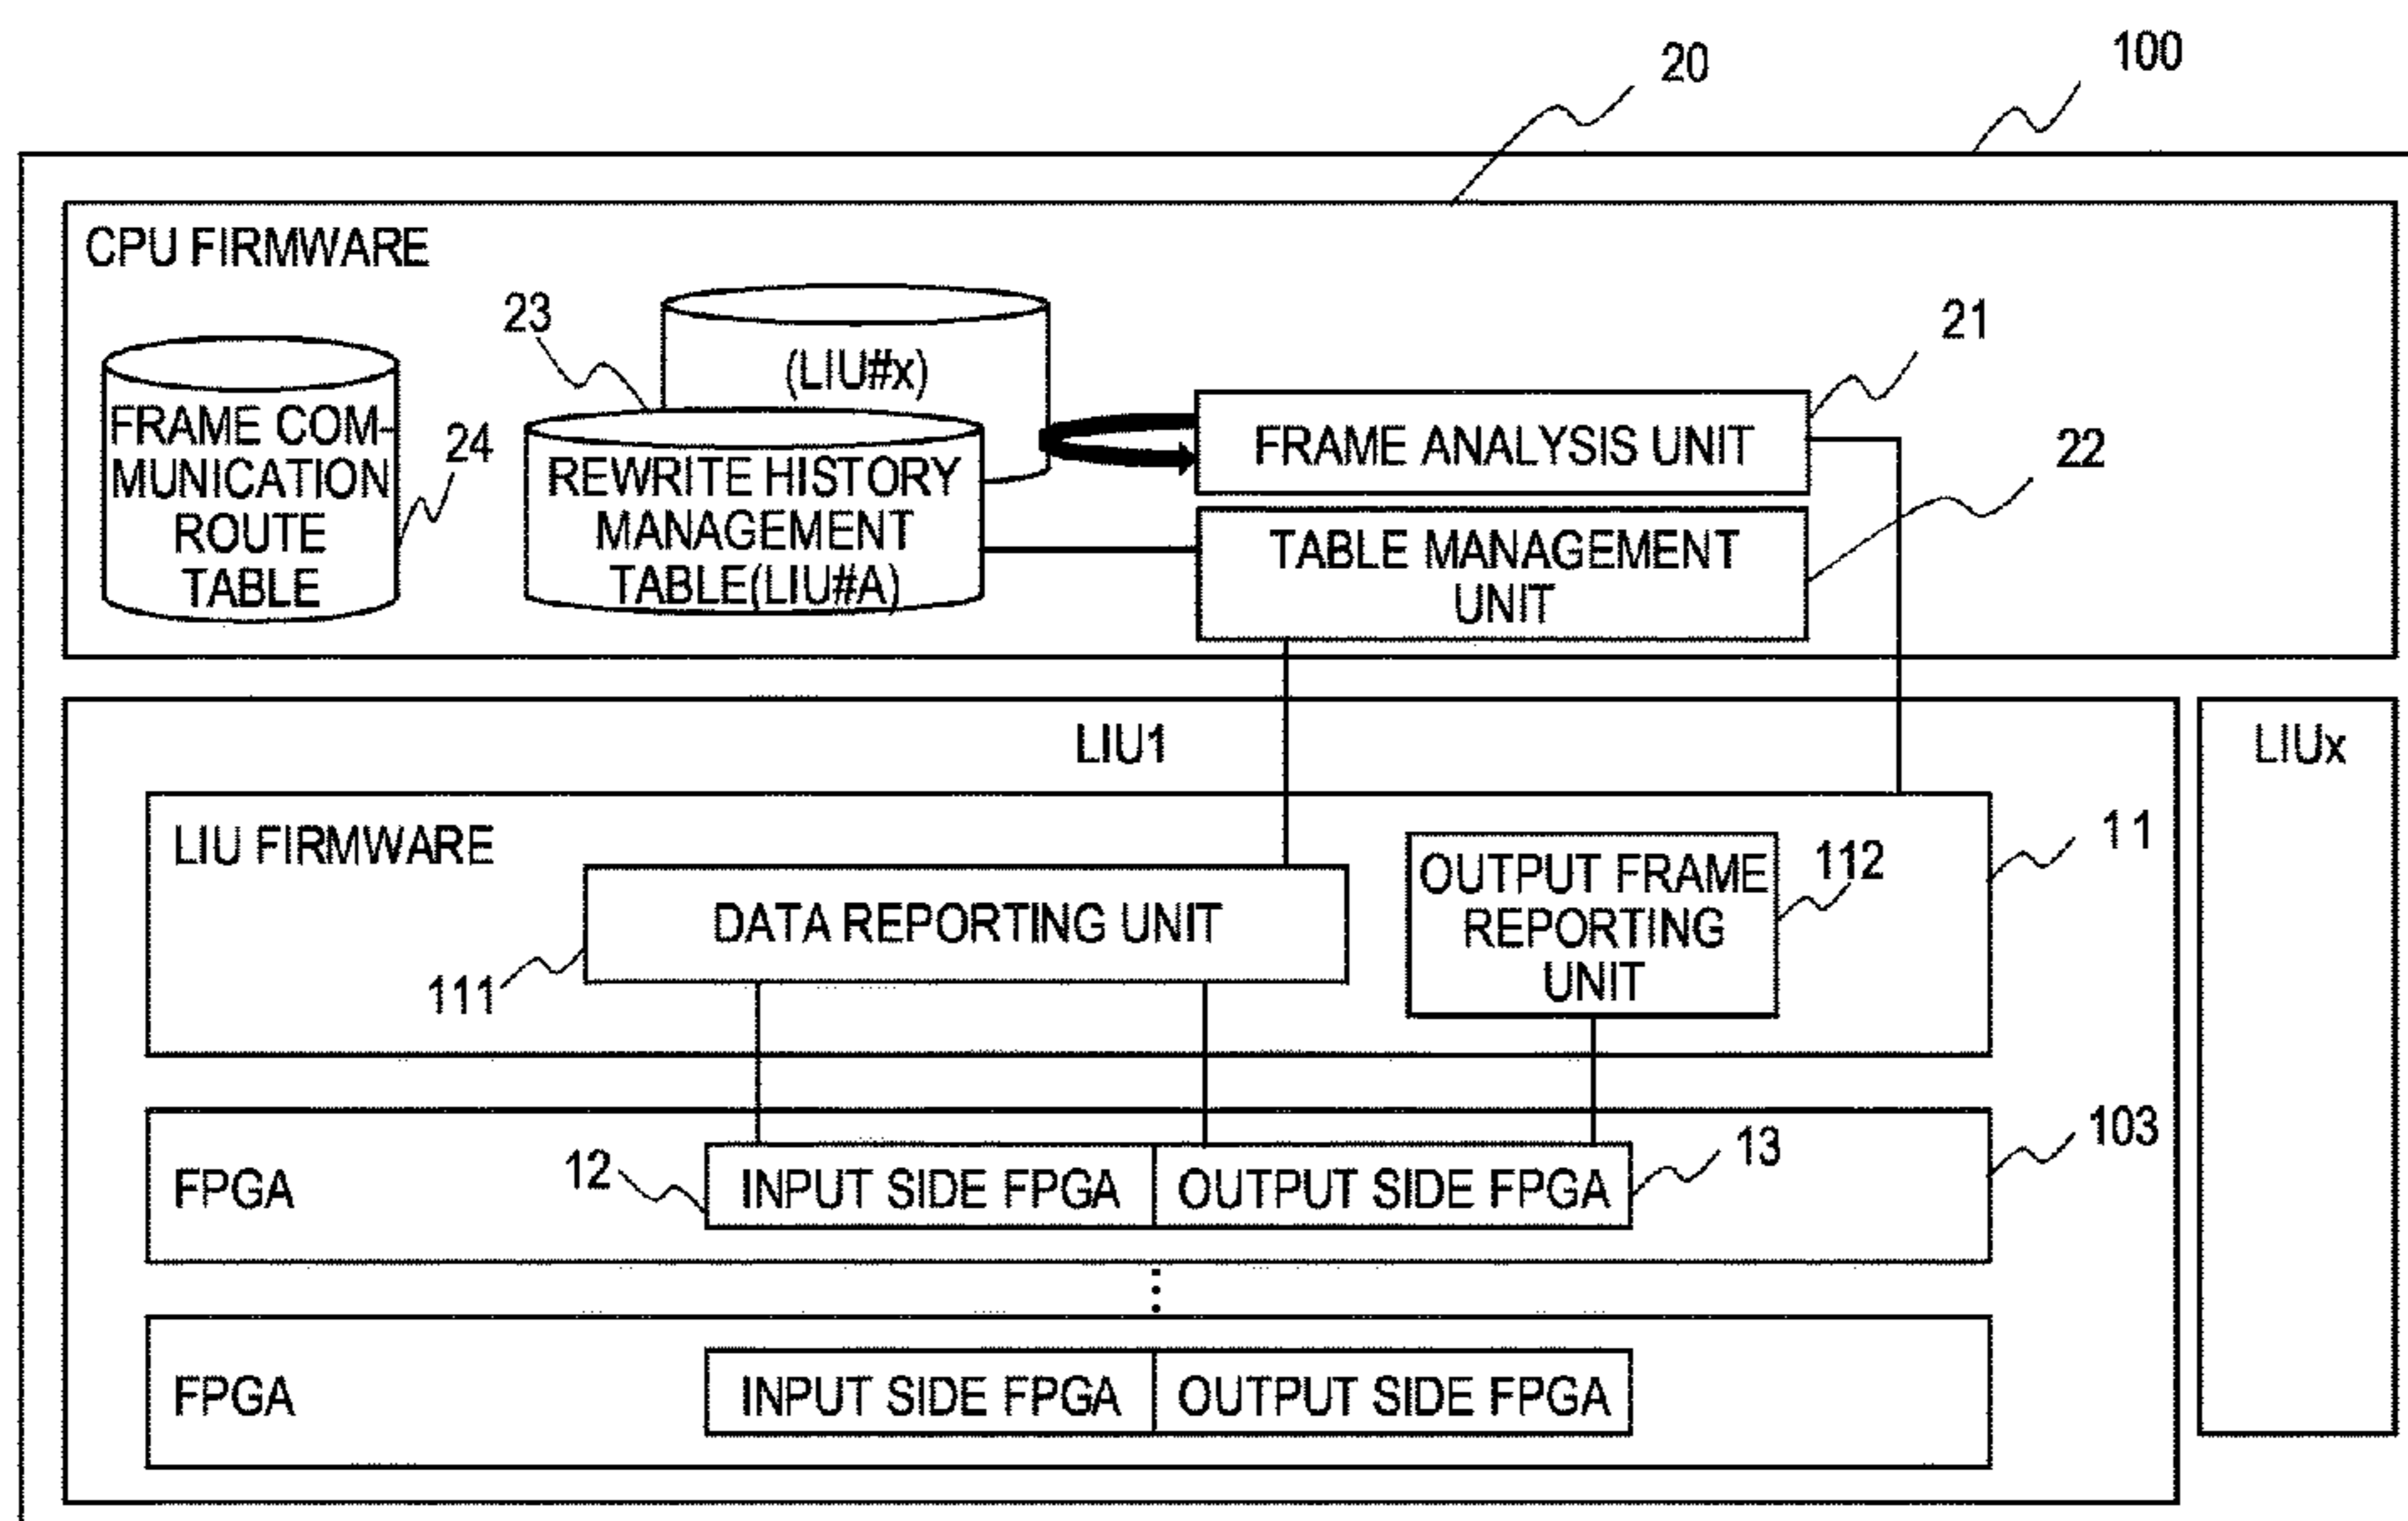 20
100
CPU FIRMWARE
23
(LIU#x)
21
FRAME COM-
MUNICATION
ROUTE
TABLE
24
REWRITE HISTORY
MANAGEMENT
TABLE(LIU#A)
FRAME ANALYSIS UNIT
22
TABLE MANAGEMENT
UNIT
LIU1
LIUx
LIU FIRMWARE
11
OUTPUT FRAME
REPORTING
UNIT
112
DATA REPORTING UNIT
111
103
FPGA
12
INPUT SIDE FPGA
OUTPUT SIDE FPGA
13
FPGA
INPUT SIDE FPGA
OUTPUT SIDE FPGA